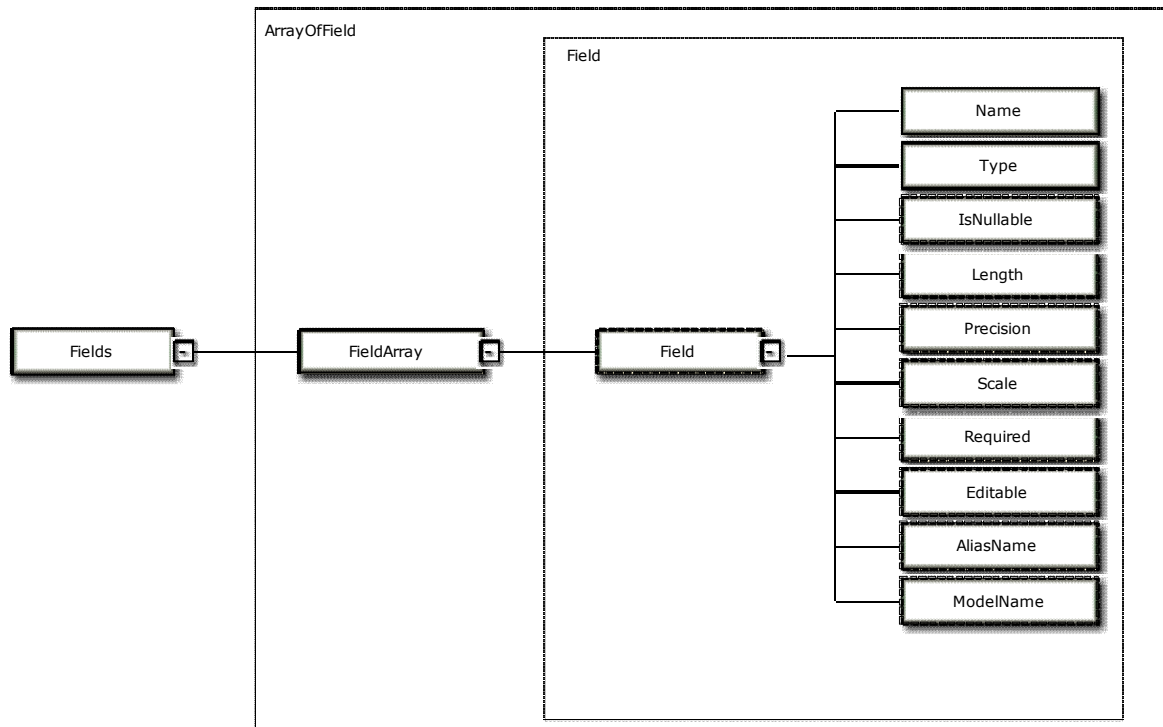 ArrayOfField
Field
Name
Type
IsNullable
Length
Fields
FieldArray
Field
Precision
Scale
Required
Editable
AliasName
ModelName